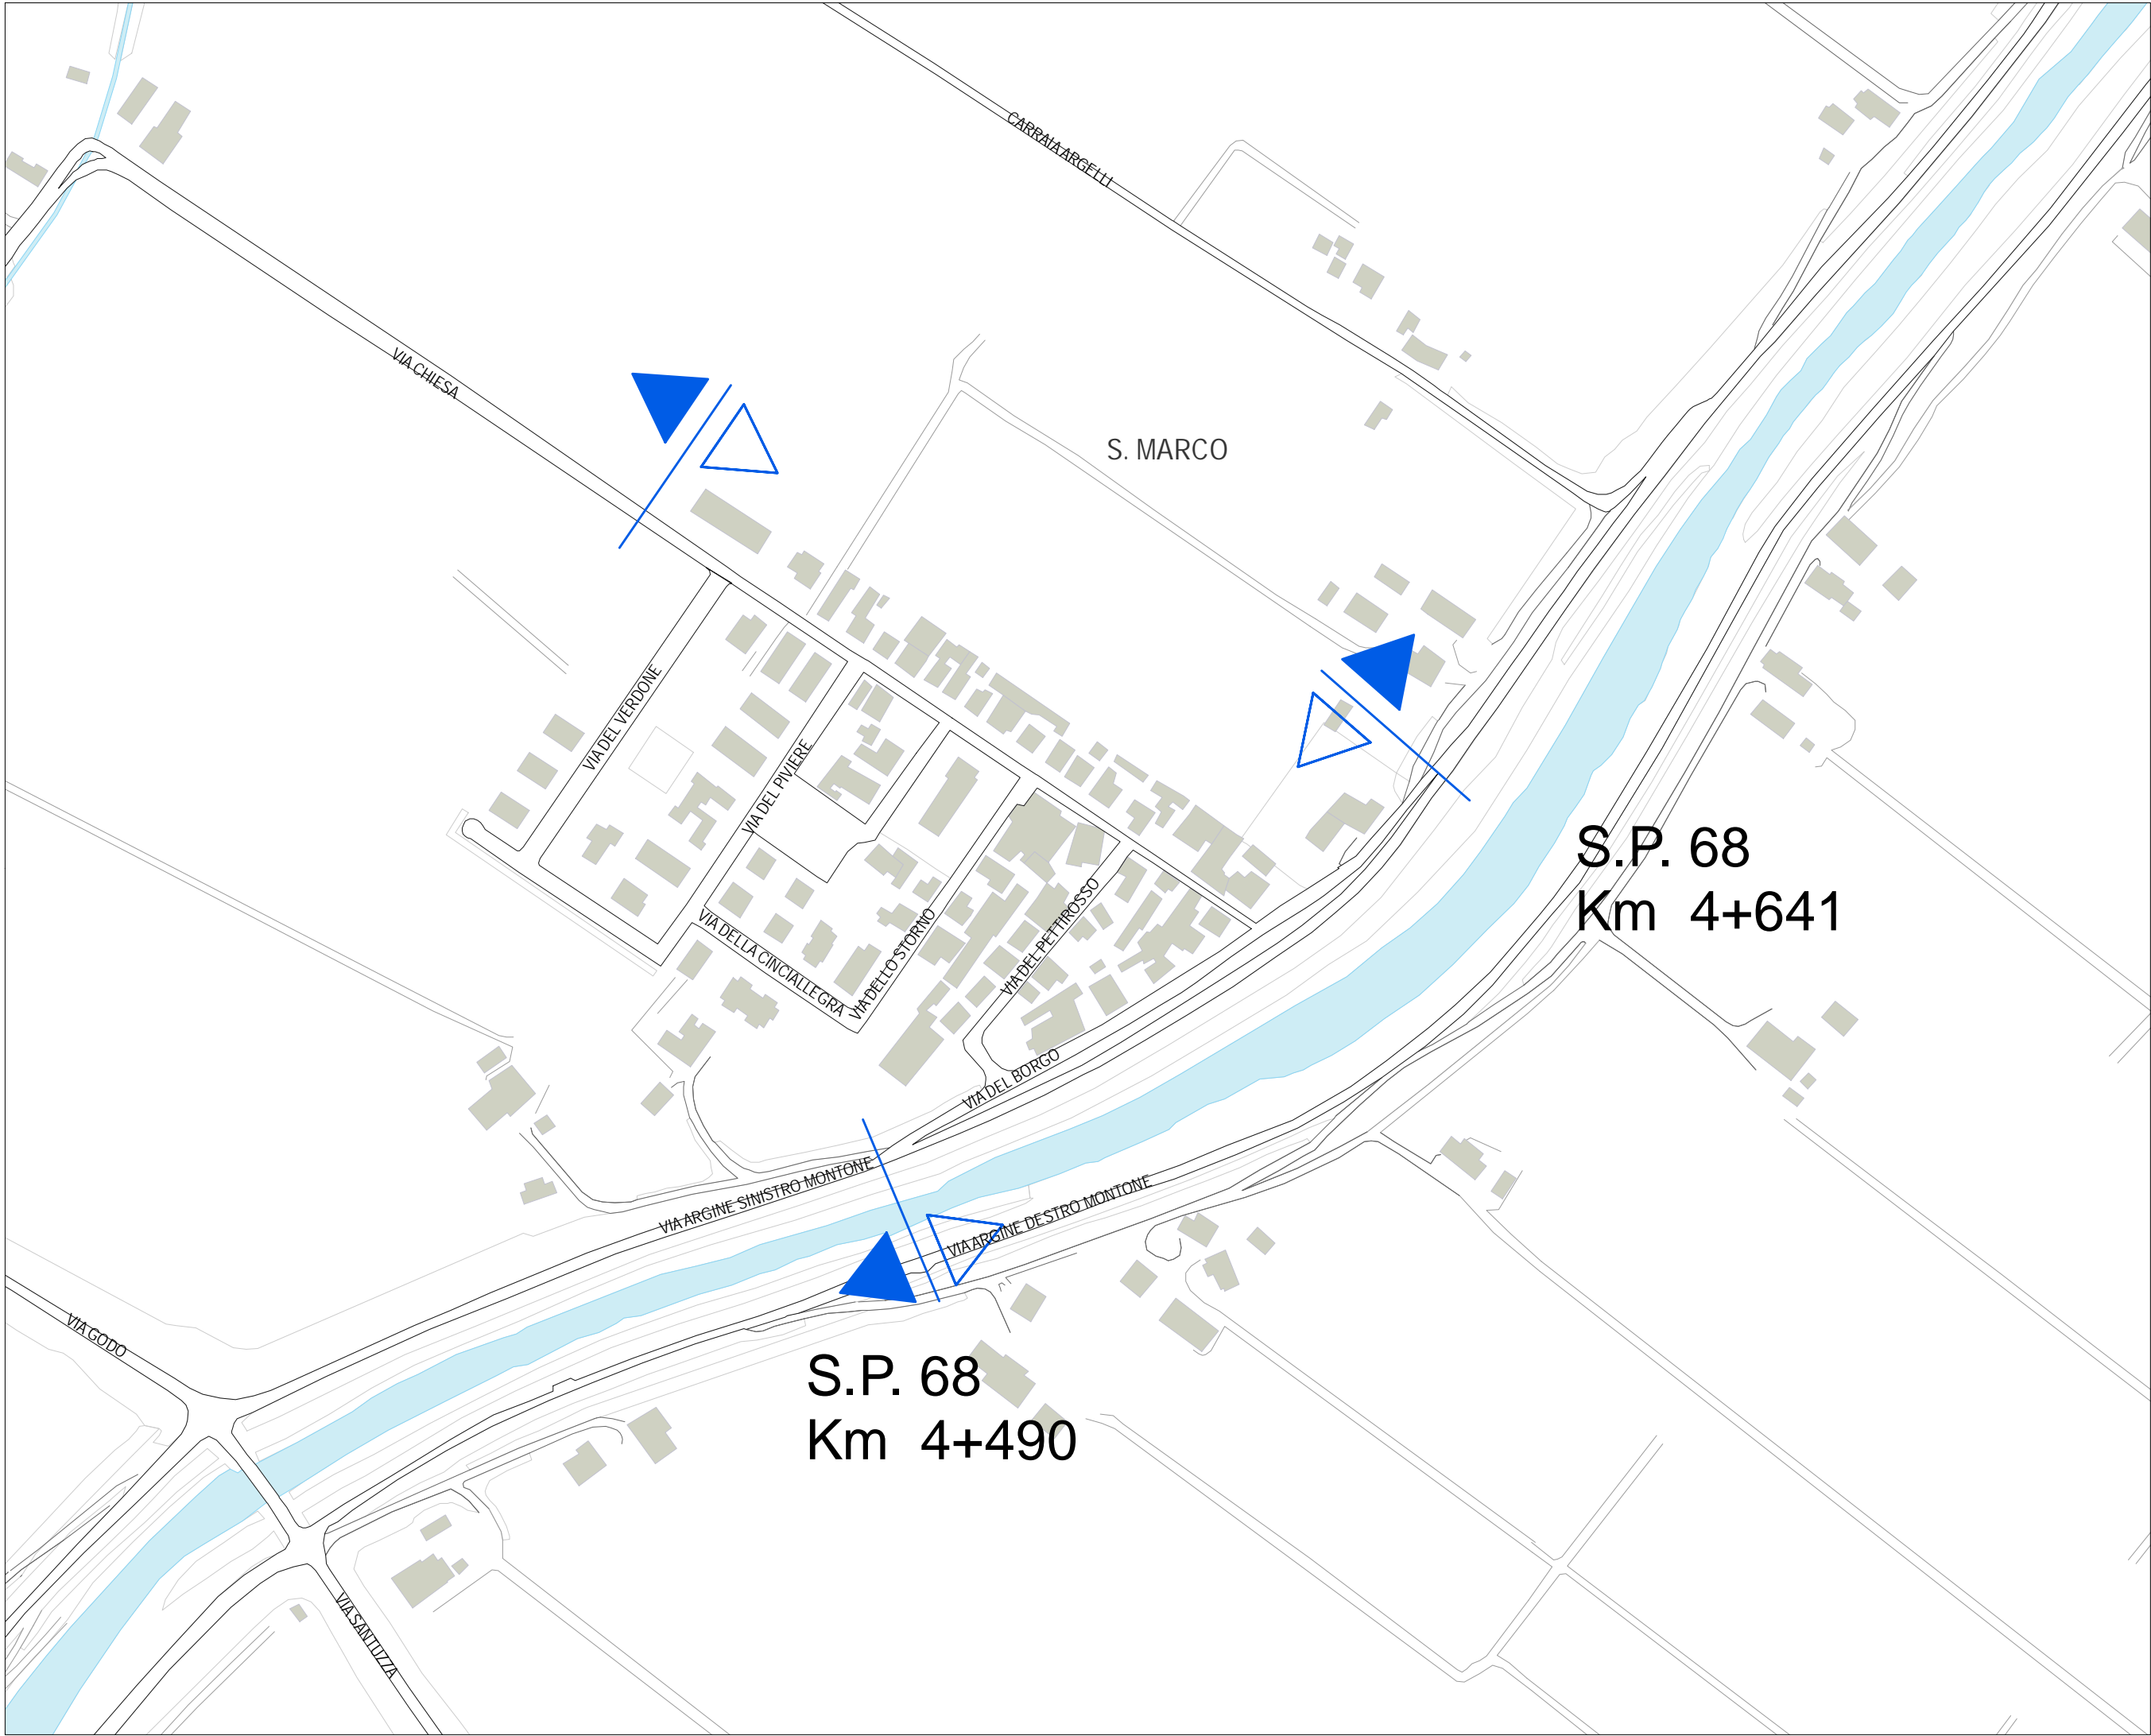 CARRAIA ARGELLI
VIA CHIESA
S. MARCO
VIA DEL VERDONE
VIA DEL PIVIERE
S.P. 68
Km 4+641
VIA DELLA CINCIALLEGRA
VIA DELLO STORNO
VIA DEL PETTIROSSO
VIA DEL BORGO
VIA ARGINE SINISTRO MONTONE
VIA ARGINE DESTRO MONTONE
VIA GODO
S.P. 68
Km 4+490
VIA SANTUZZA